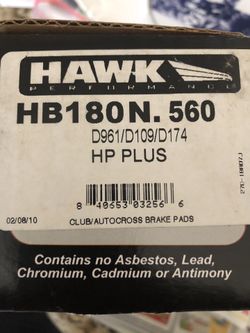 HAWK
PERFORMANCE
HB180N.560
D961/D109/D174
HP PLUS
8 40653 03256 6
02/08/10
CLUB/AUTOCROSS BRAKE PADS
Contains no Asbestos, Lead,
Chromium, Cadmium or Antimony